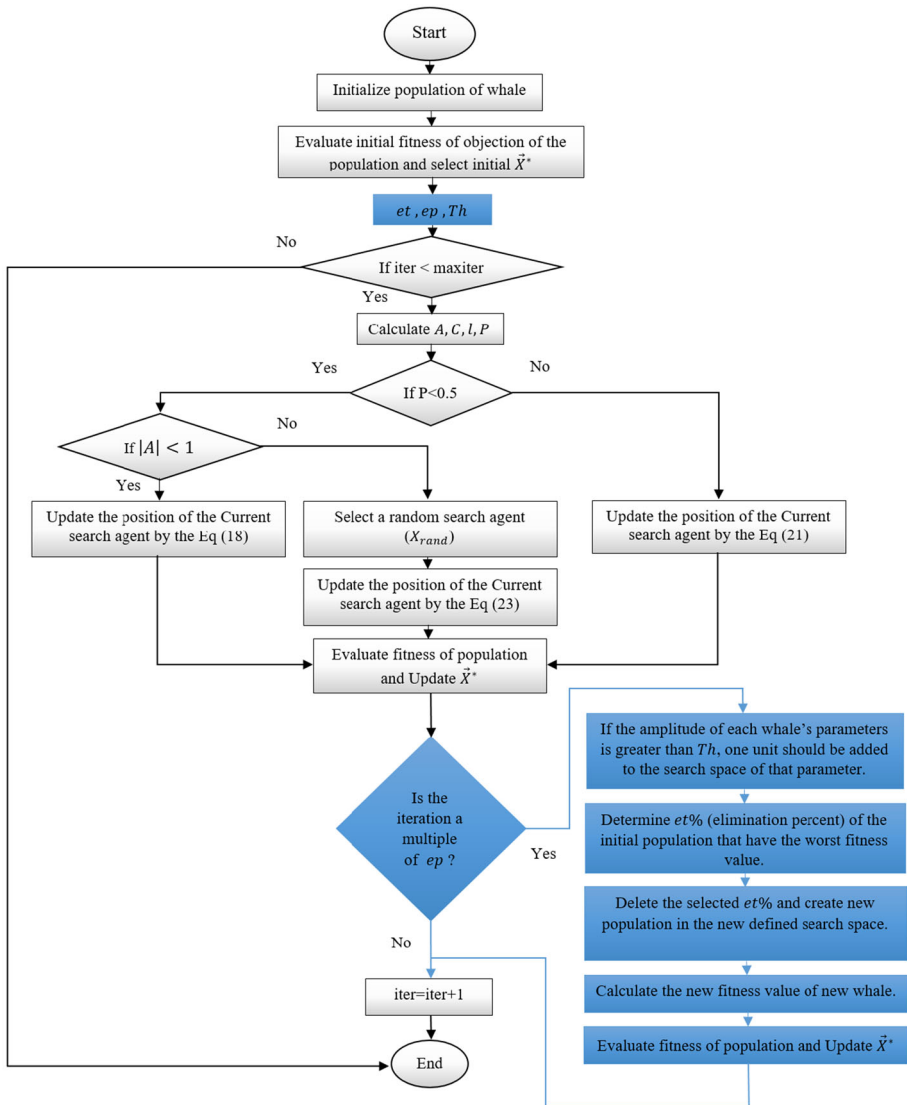 Start
Initialize population of whale
Evaluate initial fitness of objection of the
population and select initial X⃗*
et , ep , Th
No
If iter < maxiter
Yes
Calculate A, C, l, P
Yes
No
If P<0.5
No
If |A| < 1
Yes
Update the position of the Current
search agent by the Eq (18)
Select a random search agent
(X_rand)
Update the position of the Current
search agent by the Eq (21)
Update the position of the Current
search agent by the Eq (23)
Evaluate fitness of population
and Update X⃗*
If the amplitude of each whale's parameters
is greater than Th, one unit should be added
to the search space of that parameter.
Is the
iteration a
multiple
of ep ?
Yes
Determine et% (elimination percent) of the
initial population that have the worst fitness
value.
Delete the selected et% and create new
population in the new defined search space.
No
Calculate the new fitness value of new whale.
iter=iter+1
Evaluate fitness of population and Update X⃗*
End